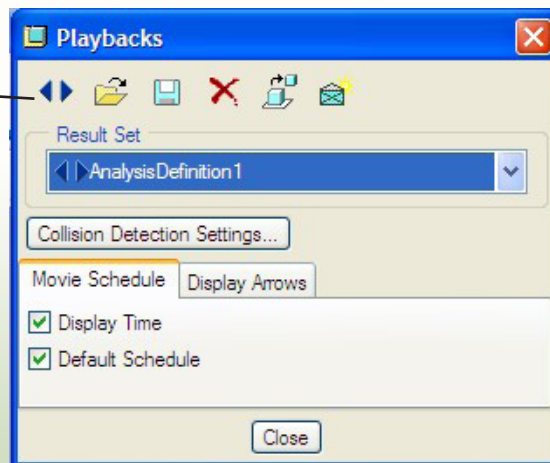 Playbacks
Result Set
AnalysisDefinition1
Collision Detection Settings...
Movie Schedule Display Arrows
Display Time
Default Schedule
Close